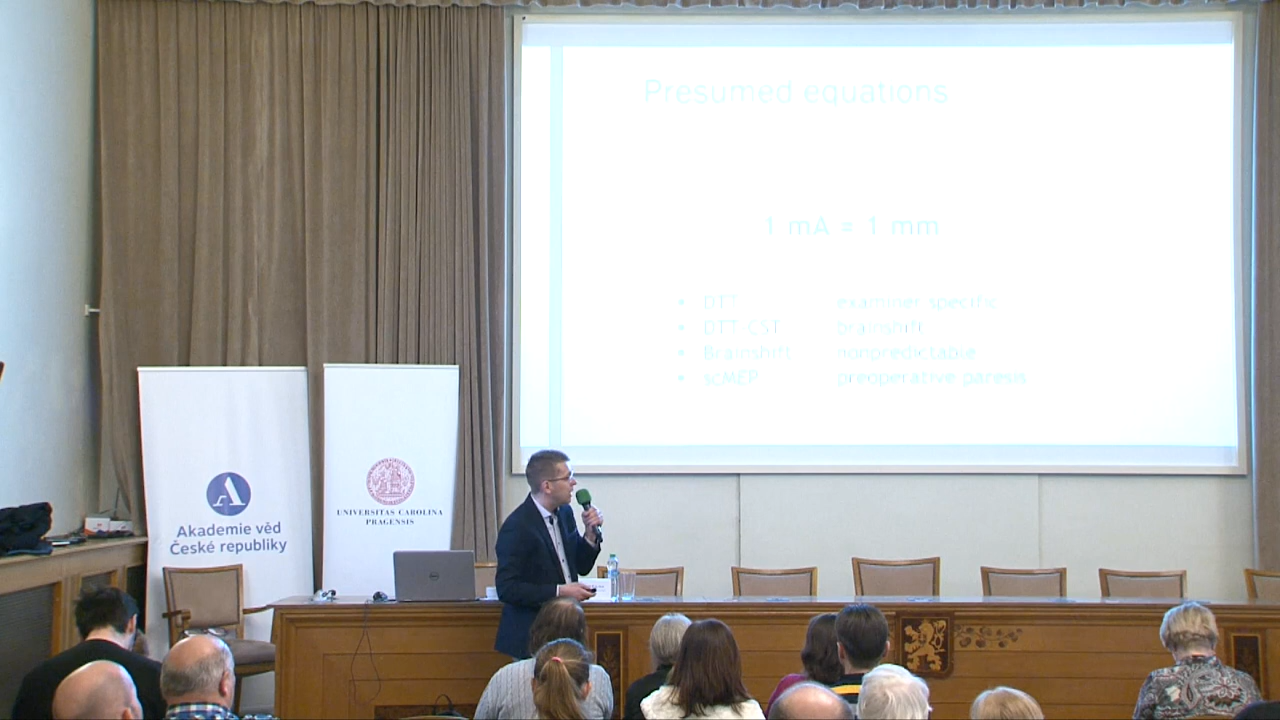 Presumed equations
1 mA = 1 mm
• DTT examiner specific
• DTT CST brainshift
• Brainshift nonpredictable
• scMEP preoperative paresis
Akademie věd
České republiky
UNIVERSITAS CAROLINA
PRAGENSIS
DELL